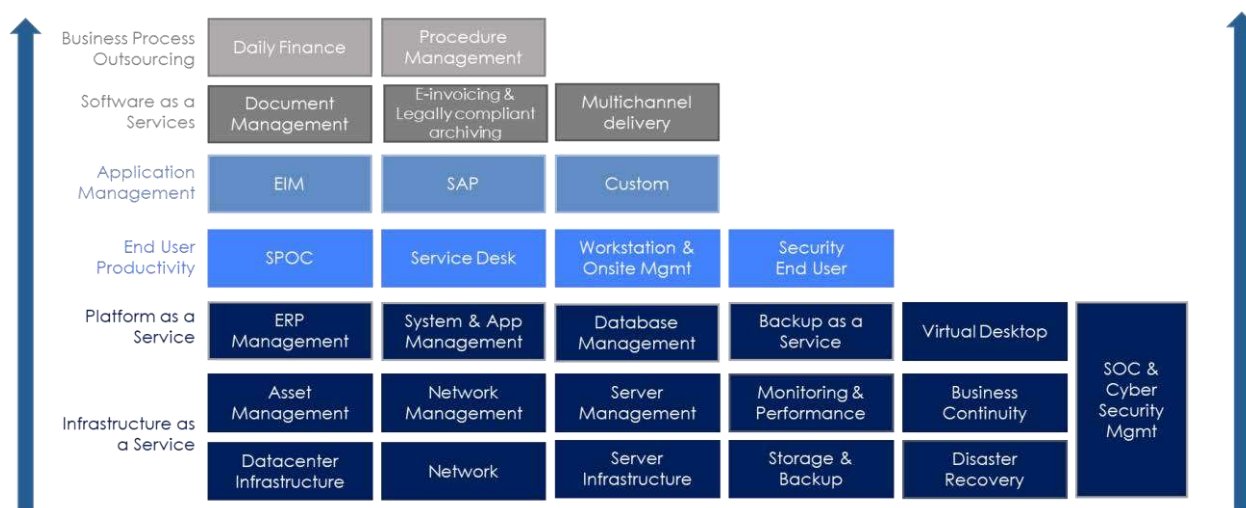 Business Process
Outsourcing
Daily Finance
Procedure
Management
Software as a
Services
Document
Management
E-invoicing &
Legally compliant
archiving
Multichannel
delivery
Application
Management
EIM
SAP
Custom
End User
Productivity
SPOC
Service Desk
Workstation &
Onsite Mgmt
Security
End User
Platform as a
Service
ERP
Management
System & App
Management
Database
Management
Backup as a
Service
Virtual Desktop
SOC &
Cyber
Security
Mgmt
Infrastructure as
a Service
Asset
Management
Network
Management
Server
Management
Monitoring &
Performance
Business
Continuity
Datacenter
Infrastructure
Network
Server
Infrastructure
Storage &
Backup
Disaster
Recovery